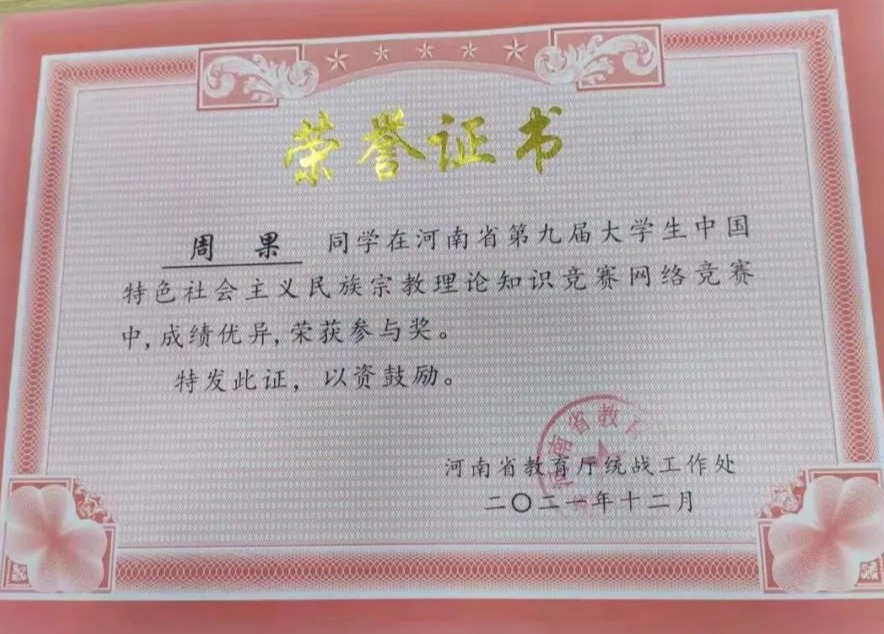 荣誉证书
周 果 同学在河南省第九届大学生中国
特色社会主义民族宗教理论知识竞赛网络竞赛
中,成绩优异,荣获参与奖。
特发此证，以资鼓励。
河南省教
河南省教育厅统战工作处
二〇二一年十二月